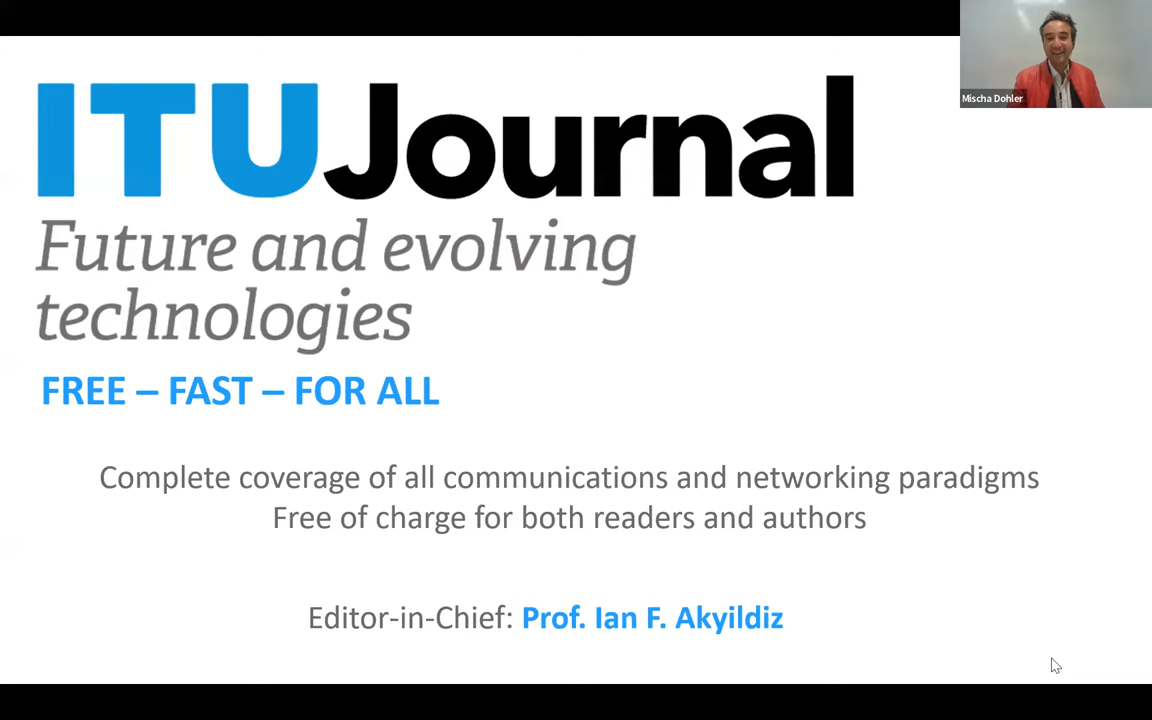 Mischa Dohler
ITUJournal
Future and evolving
technologies
FREE – FAST – FOR ALL
Complete coverage of all communications and networking paradigms
Free of charge for both readers and authors
Editor-in-Chief: Prof. Ian F. Akyildiz